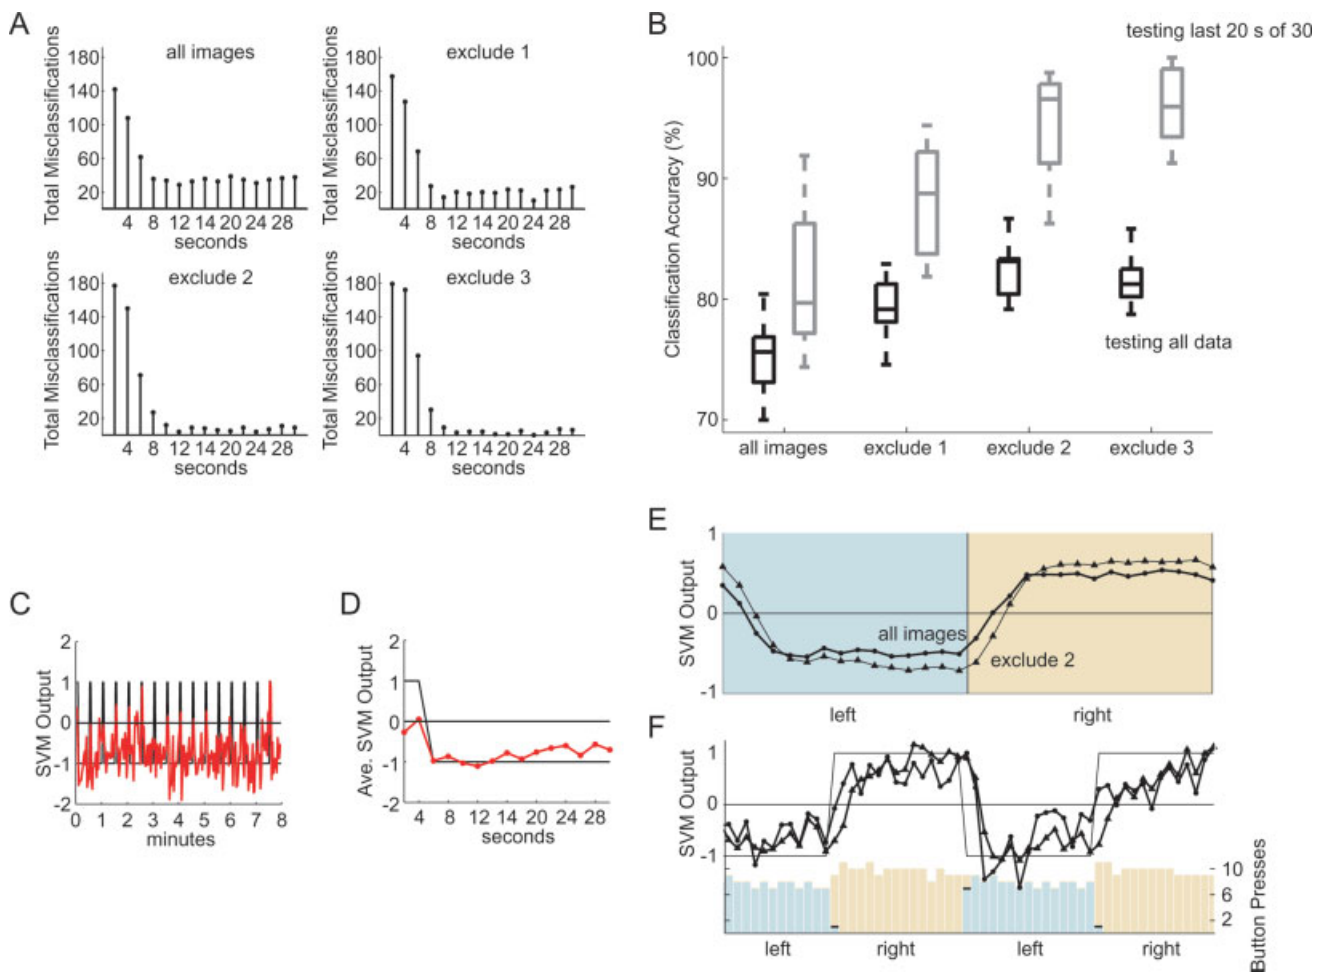 A
Total Misclassifications
all images
180
140
100
60
20
4 8 12 20 24 28
seconds
Total Misclassifications
exclude 1
180
140
100
60
20
4 8 12 20 24 28
seconds
Total Misclassifications
exclude 2
180
140
100
60
20
4 8 12 20 24 28
seconds
Total Misclassifications
exclude 3
180
140
100
60
20
4 8 12 20 24 28
seconds
B
testing last 20 s of 30
Classification Accuracy (%)
100
90
80
70
testing all data
all images exclude 1 exclude 2 exclude 3
C
SVM Output
2
1
0
-1
-2
0 1 2 3 4 5 6 7 8
minutes
D
Ave. SVM Output
2
1
0
-1
-2
4 12 20 28
seconds
E
SVM Output
1
0
-1
all images
exclude 2
left right
F
SVM Output
1
0
-1
10
6
2
Button Presses
left right left right